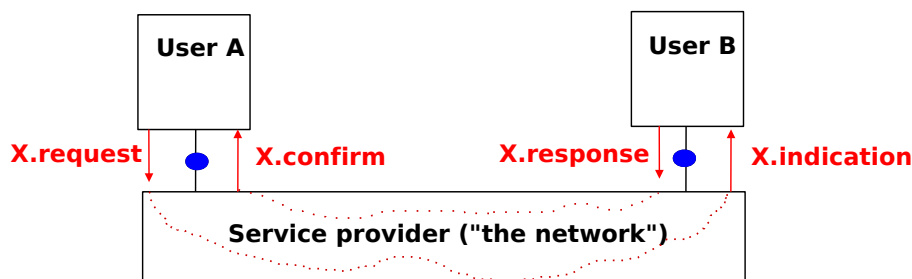 User A
User B
X.request
X.confirm
X.response
X.indication
Service provider ("the network")